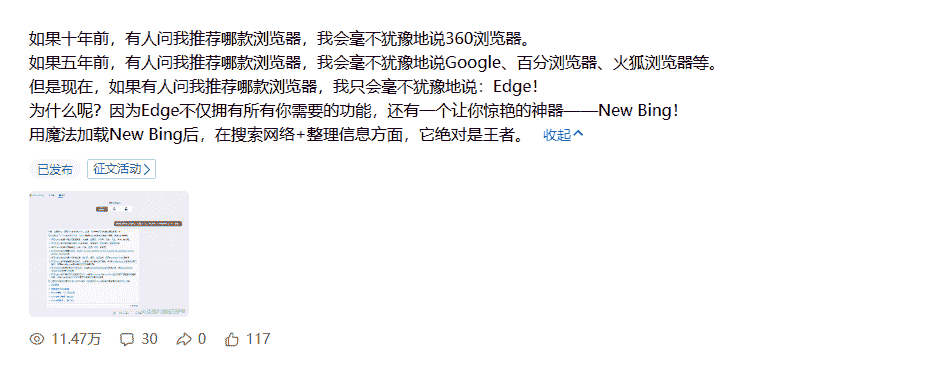 如果十年前，有人问我推荐哪款浏览器，我会毫不犹豫地说360浏览器。
如果五年前，有人问我推荐哪款浏览器，我会毫不犹豫地说Google、百分浏览器、火狐浏览器等。
但是现在，如果有人问我推荐哪款浏览器，我只会毫不犹豫地说：Edge！
为什么呢？因为Edge不仅拥有所有你需要的功能，还有一个让你惊艳的神器——New Bing！
用魔法加载New Bing后，在搜索网络+整理信息方面，它绝对是王者。 收起
已发布 征文活动
11.47万 30 0 117